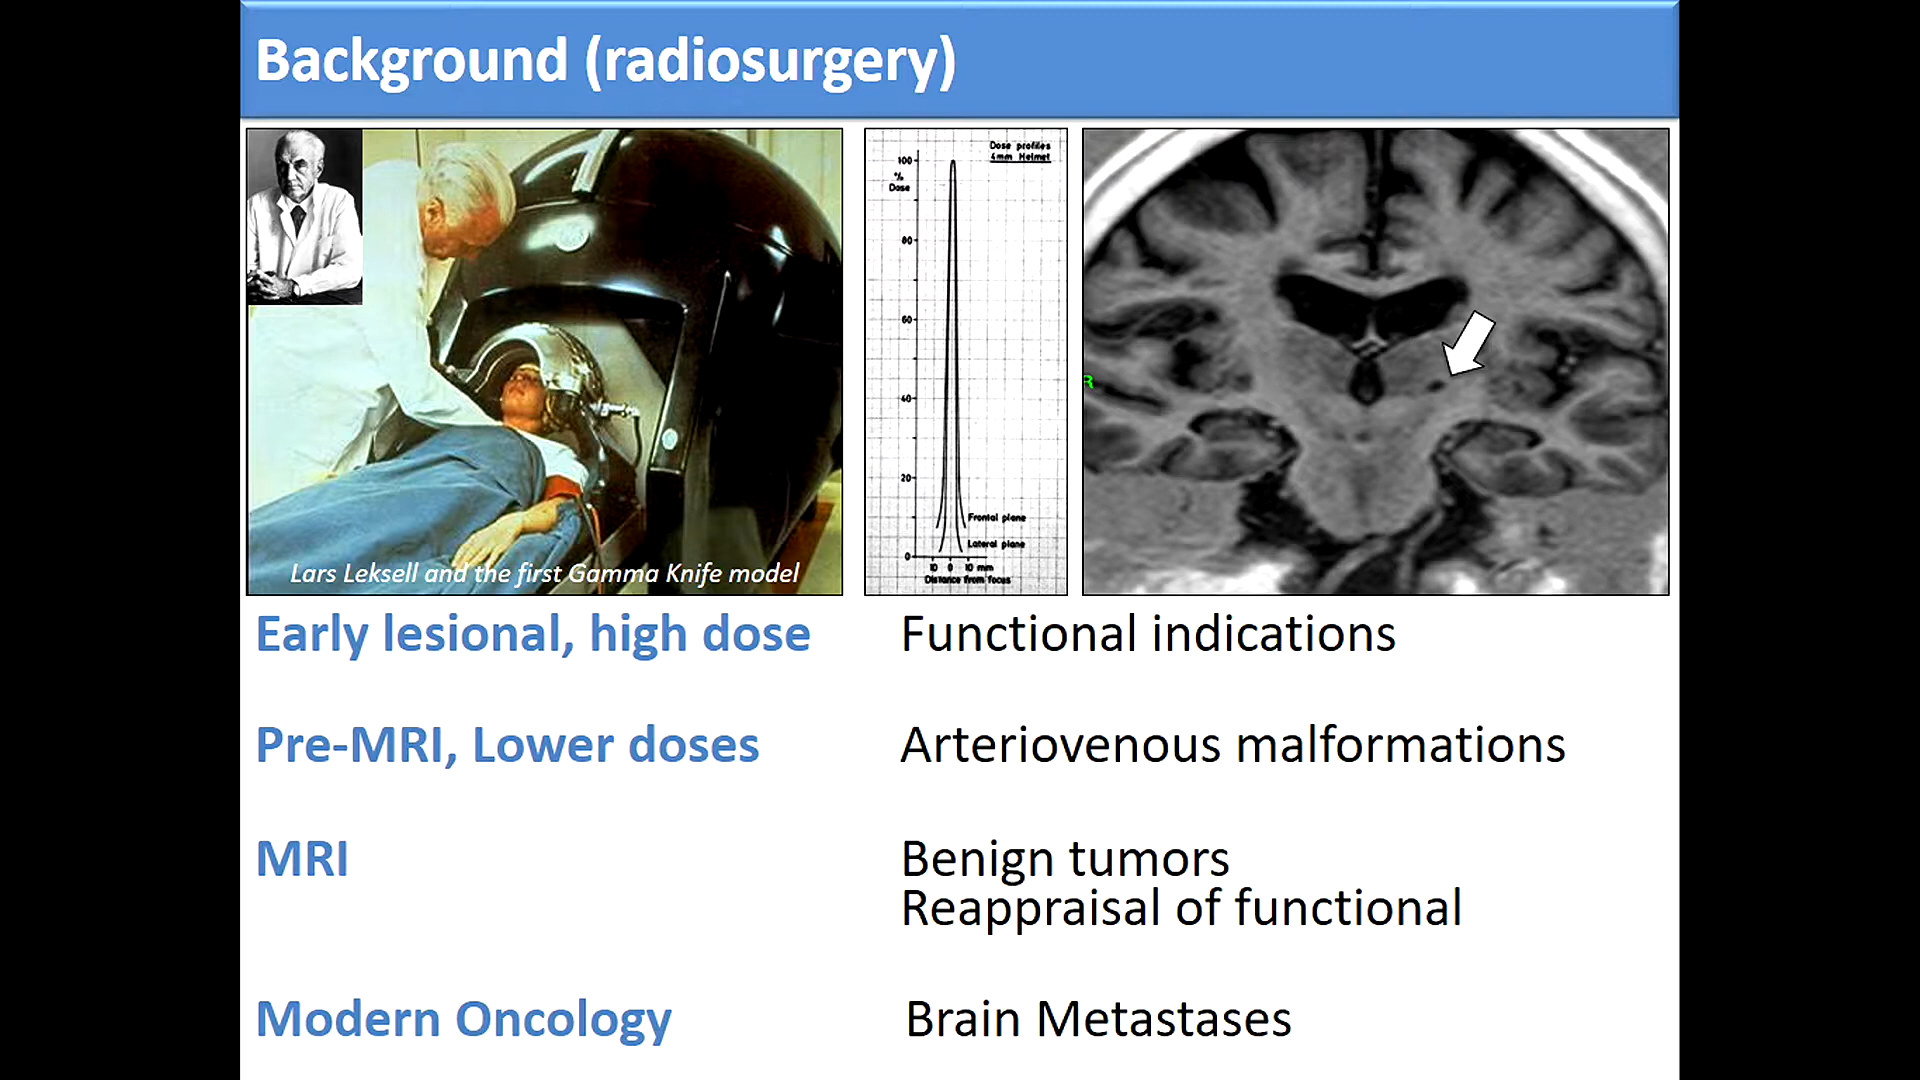 Background (radiosurgery)
Lars Leksell and the first Gamma Knife model
Dose profiles
4mm Helmet
100
%
Dose
80
60
40
20
0
Frontal plane
Lateral plane
10 0 10 mm
Distance from focus
R
Early lesional, high dose
Functional indications
Pre-MRI, Lower doses
Arteriovenous malformations
MRI
Benign tumors
Reappraisal of functional
Modern Oncology
Brain Metastases